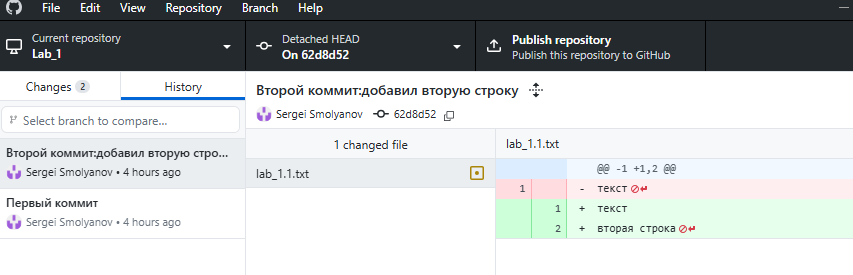 File Edit View Repository Branch Help
Current repository
Lab_1
Detached HEAD
On 62d8d52
Publish repository
Publish this repository to GitHub
Changes 2 History
Select branch to compare...
Второй коммит:добавил вторую стро...
Sergei Smolyanov • 4 hours ago
Первый коммит
Sergei Smolyanov • 4 hours ago
Второй коммит:добавил вторую строку
Sergei Smolyanov 62d8d52
1 changed file
lab_1.1.txt
lab_1.1.txt
@@ -1 +1,2 @@
1 - текст
1 + текст
2 + вторая строка